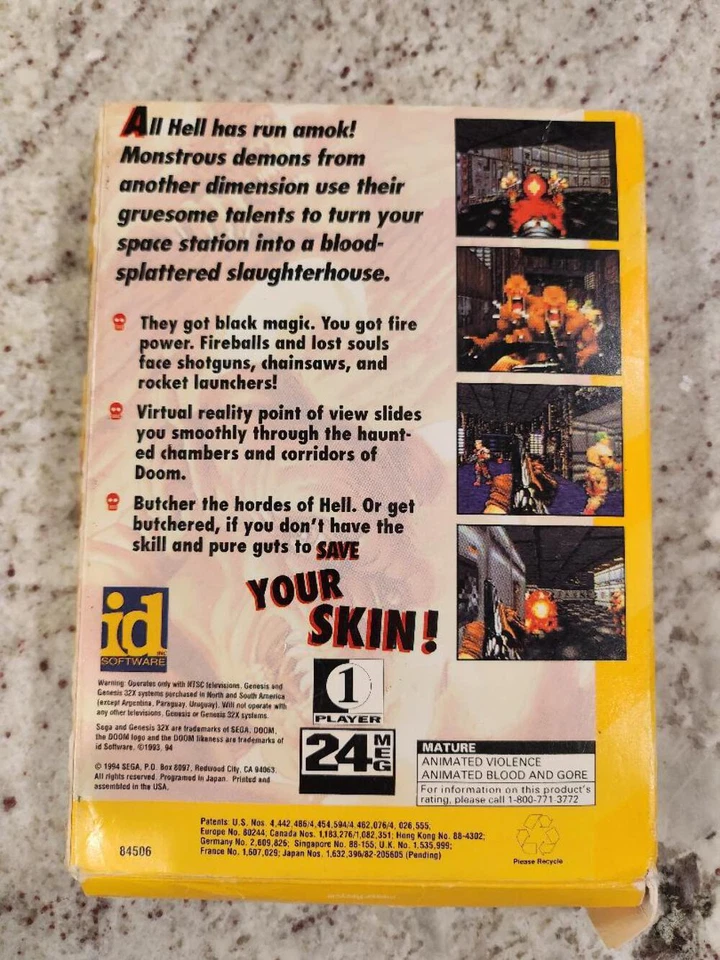 All Hell has run amok!
Monstrous demons from
another dimension use their
gruesome talents to turn your
space station into a blood-
splattered slaughterhouse.
They got black magic. You got fire
power. Fireballs and lost souls
face shotguns, chainsaws, and
rocket launchers!
Virtual reality point of view slides
you smoothly through the haunt-
ed chambers and corridors of
Doom.
Butcher the hordes of Hell. Or get
butchered, if you don't have the
skill and pure guts to SAVE
YOUR
SKIN!
id
INC
SOFTWARE
Warning: Operates only with NTSC televisions, Genesis and
Genesis 32X systems purchased in North and South America
(except Argentina, Paraguay, Uruguay). Will not operate with
any other televisions, Genesis or Genesis 32X systems.
Sega and Genesis 32X are trademarks of SEGA. DOOM,
the DOOM logo and the DOOM likeness are trademarks of
id Software, ©1993, 94
© 1994 SEGA, P.O. Box 8097, Redwood City, CA 94063.
All rights reserved. Programed in Japan. Printed and
assembled in the USA.
1
PLAYER
24 MEG
MATURE
ANIMATED VIOLENCE
ANIMATED BLOOD AND GORE
For information on this product's
rating, please call 1-800-771-3772
Patents: U.S. Nos. 4,442,486/4,454,594/4,462,076/4, 026,555,
Europe No. 80244, Canada Nos. 1,183,276/1,082,351; Hong Kong No. 88-4302;
Germany No. 2,609,826; Singapore No. 88-155, U.K. No. 1,535,999;
France No. 1,607,029; Japan Nos. 1,632,396/82-205605 (Pending)
84506
Please Recycle